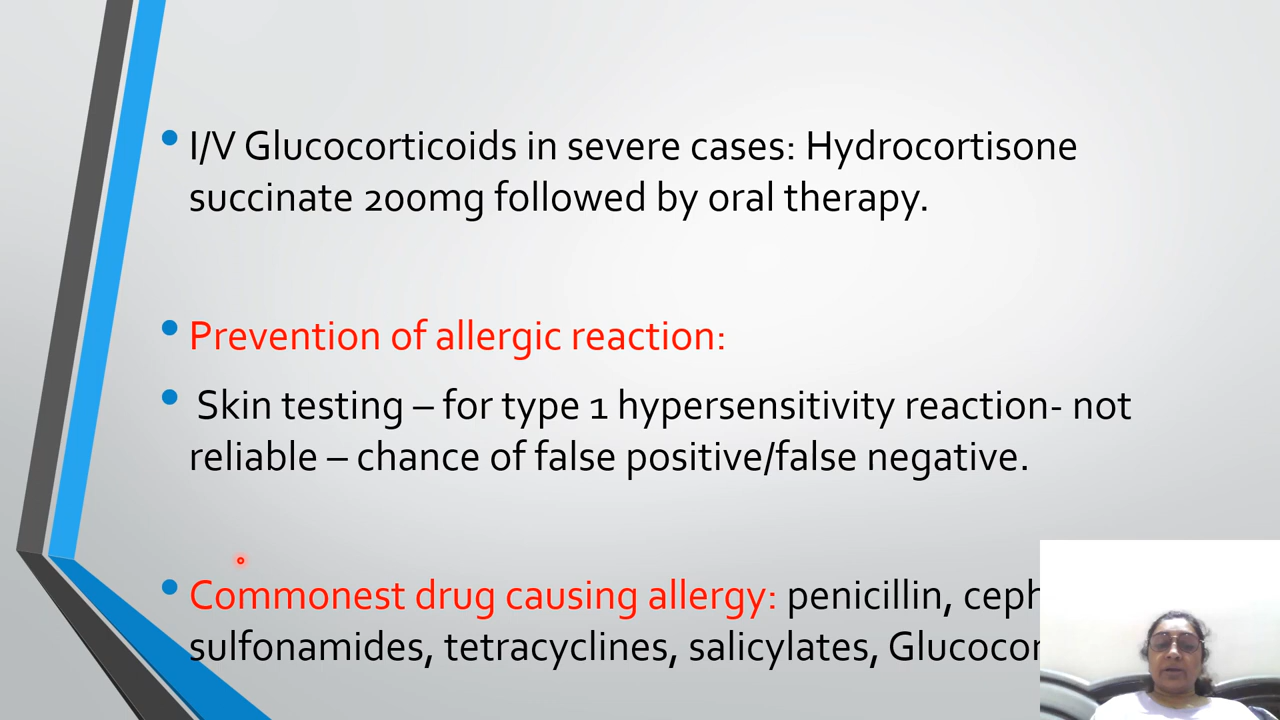 I/V Glucocorticoids in severe cases: Hydrocortisone
succinate 200mg followed by oral therapy.
Prevention of allergic reaction:
Skin testing – for type 1 hypersensitivity reaction- not
reliable – chance of false positive/false negative.
Commonest drug causing allergy: penicillin,
sulfonamides, tetracyclines, salicylates,